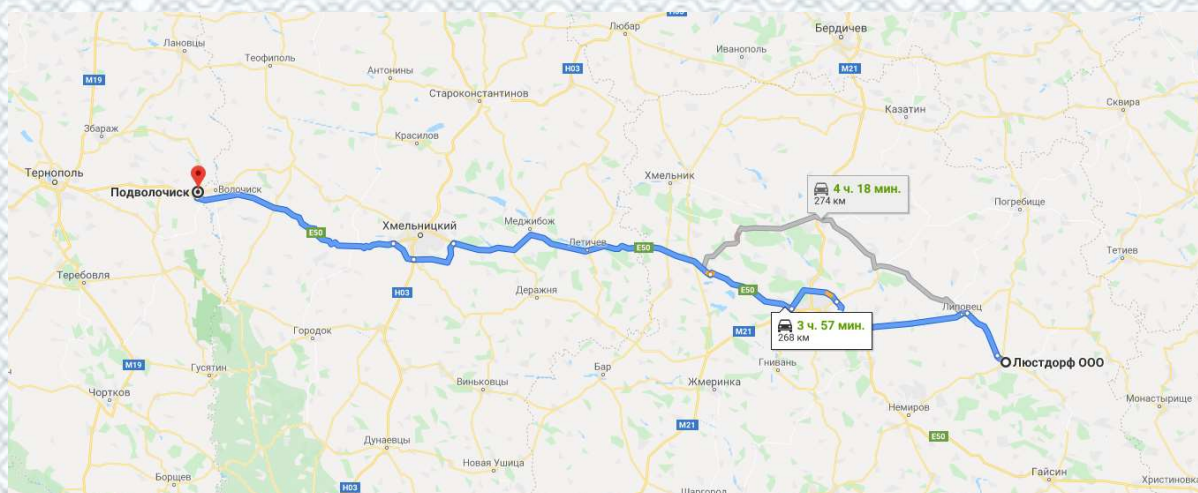 Любар
Бердичев
Лановцы
Теофиполь
Иванополь
Антонины
H03
M21
M19
Староконстантинов
Казатин
Сквира
Збараж
Красилов
Тернополь
Хмельник
4 ч. 18 мин.
274 км
Подволочиск
Волочиск
Погребище
Меджибож
Хмельницкий
E50
Летичев
E50
Тетиев
Теребовля
Деражня
E50
H03
Липовец
Городок
M21
3 ч. 57 мин.
268 км
M19
Гусятин
Бар
Гнивань
Люстдорф ООО
Чортков
Виньковцы
Жмеринка
Монастырище
Немиров
M21
Дунаевцы
E50
Новая Ушица
Гайсин
Борщев
H03
Шаргород
Христиновка